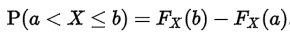 P(a < X ≤ b) = F_X(b) − F_X(a)